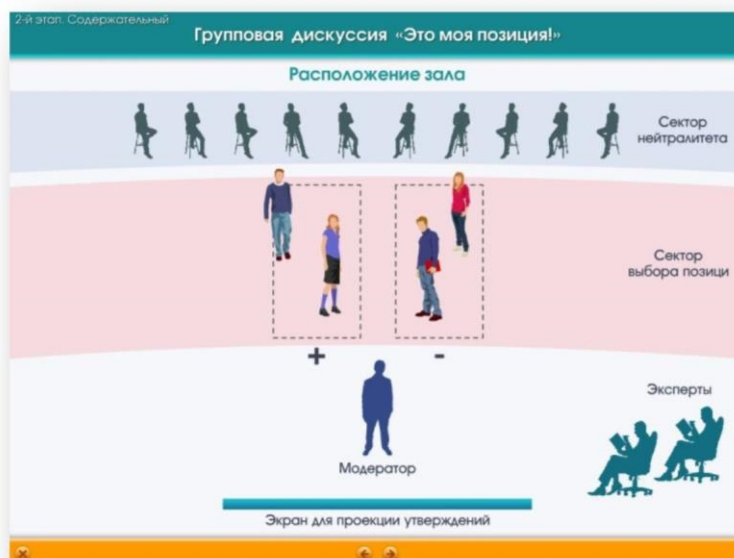 2-й этап. Содержательный
Групповая дискуссия «Это моя позиция!»
Расположение зала
Сектор
нейтралитета
Сектор
выбора позици
+
-
Эксперты
Модератор
Экран для проекции утверждений